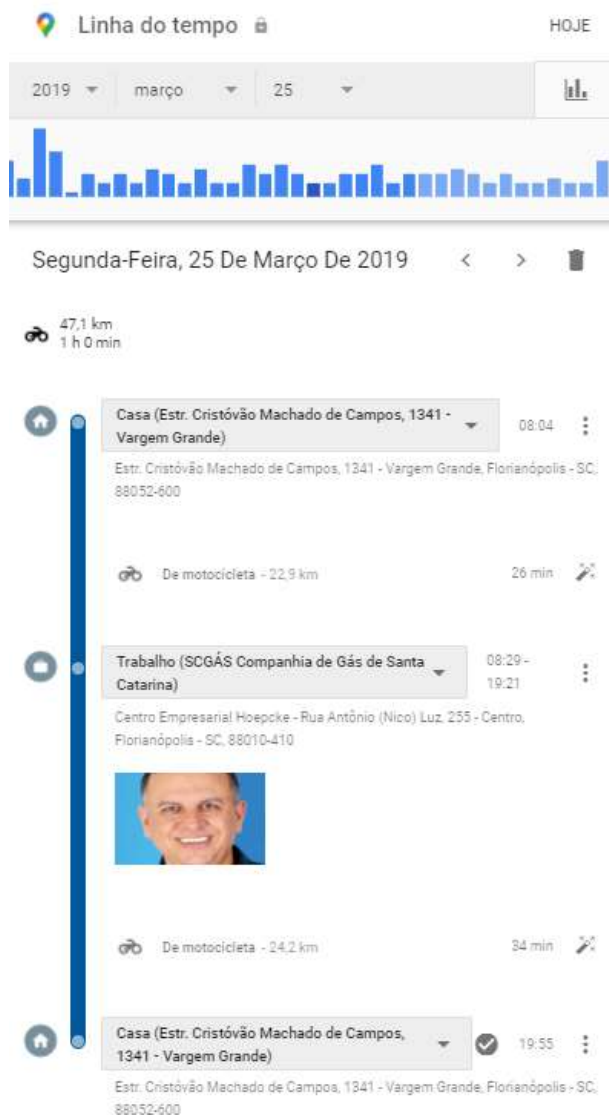 Linha do tempo
HOJE
2019 março 25
Segunda-Feira, 25 De Março De 2019
47,1 km
1 h 0 min
Casa (Estr. Cristóvão Machado de Campos, 1341 -
Vargem Grande)
08:04
Estr. Cristóvão Machado de Campos, 1341 - Vargem Grande, Florianópolis - SC,
88052-600
De motocicleta - 22,9 km
26 min
Trabalho (SCGÁS Companhia de Gás de Santa
Catarina)
08:29 -
19:21
Centro Empresarial Hoepcke - Rua Antônio (Nico) Luz, 255 - Centro,
Florianópolis - SC, 88010-410
De motocicleta - 24,2 km
34 min
Casa (Estr. Cristóvão Machado de Campos,
1341 - Vargem Grande)
19:55
Estr. Cristóvão Machado de Campos, 1341 - Vargem Grande, Florianópolis - SC,
88052-600